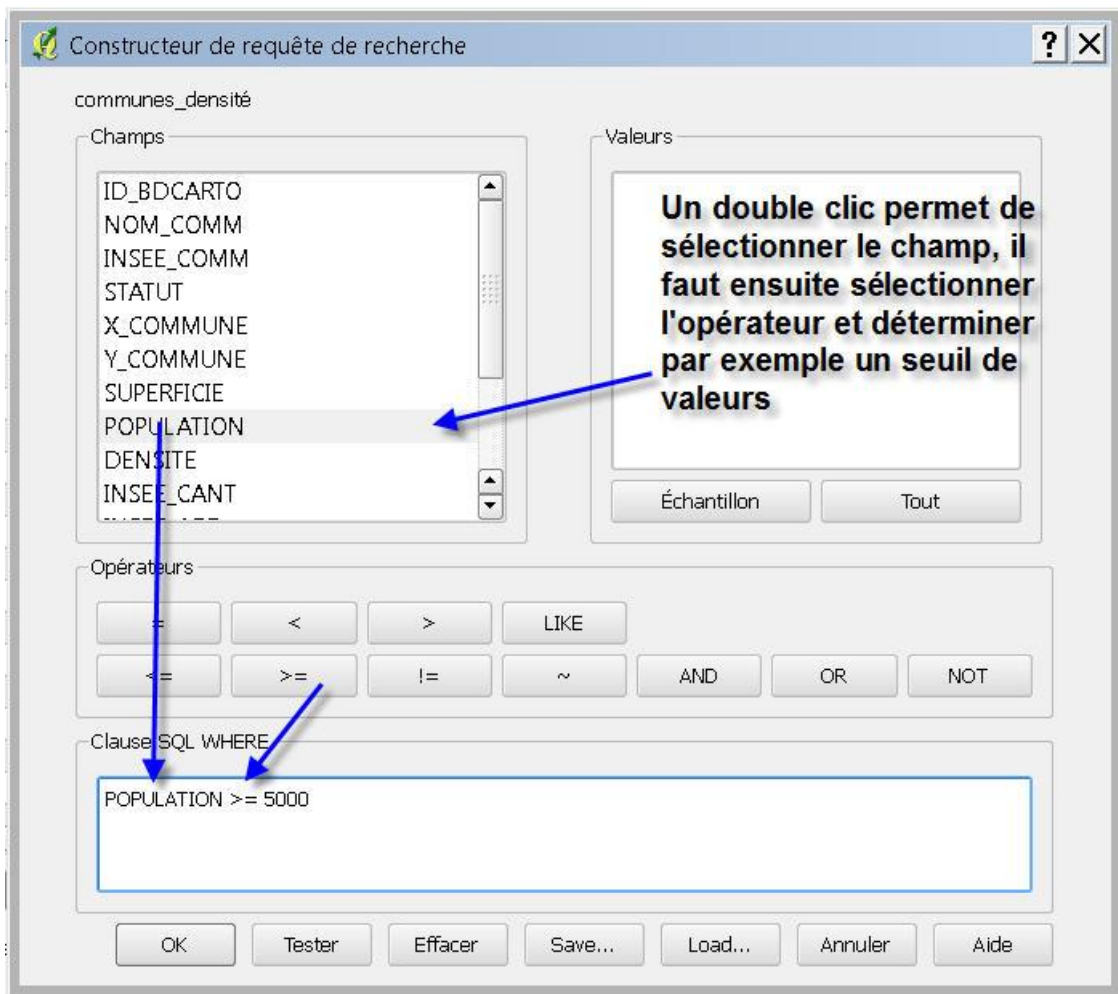 Constructeur de requête de recherche
? X
communes_densité
Champs
ID_BDCARTO
NOM_COMM
INSEE_COMM
STATUT
X_COMMUNE
Y_COMMUNE
SUPERFICIE
POPULATION
DENSITE
INSEE_CANT
Valeurs
Un double clic permet de
sélectionner le champ, il
faut ensuite sélectionner
l'opérateur et déterminer
par exemple un seuil de
valeurs
Échantillon Tout
Opérateurs
= < > LIKE
<= >= != ~ AND OR NOT
Clause SQL WHERE
POPULATION >= 5000
OK Tester Effacer Save... Load... Annuler Aide